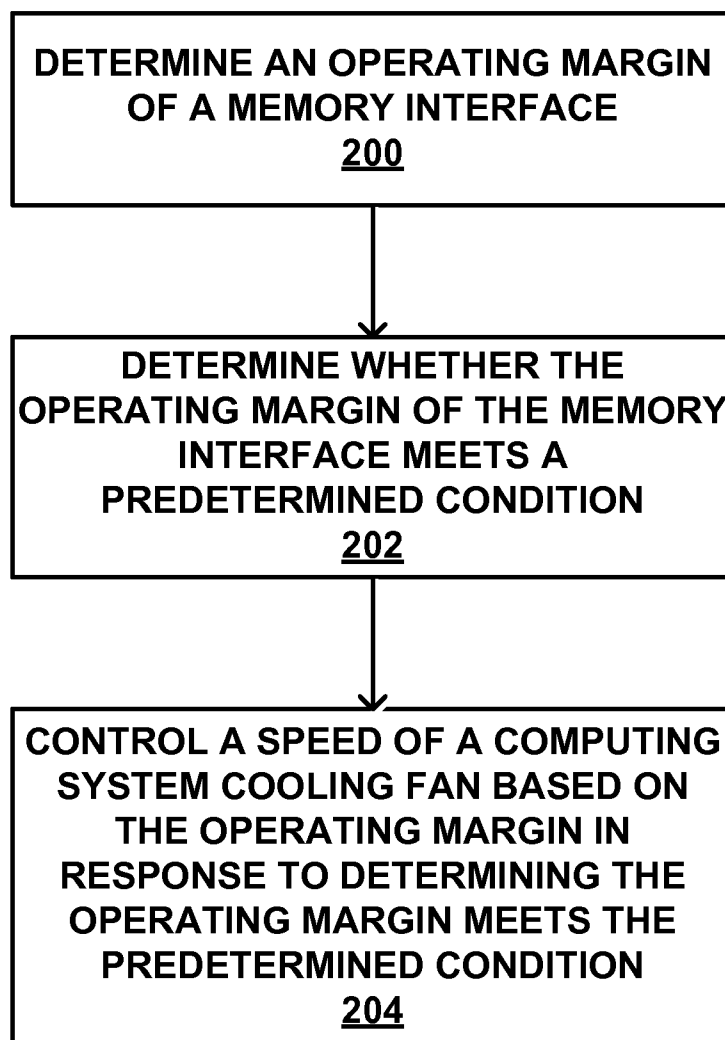 DETERMINE AN OPERATING MARGIN
OF A MEMORY INTERFACE
200
DETERMINE WHETHER THE
OPERATING MARGIN OF THE MEMORY
INTERFACE MEETS A
PREDETERMINED CONDITION
202
CONTROL A SPEED OF A COMPUTING
SYSTEM COOLING FAN BASED ON
THE OPERATING MARGIN IN
RESPONSE TO DETERMINING THE
OPERATING MARGIN MEETS THE
PREDETERMINED CONDITION
204